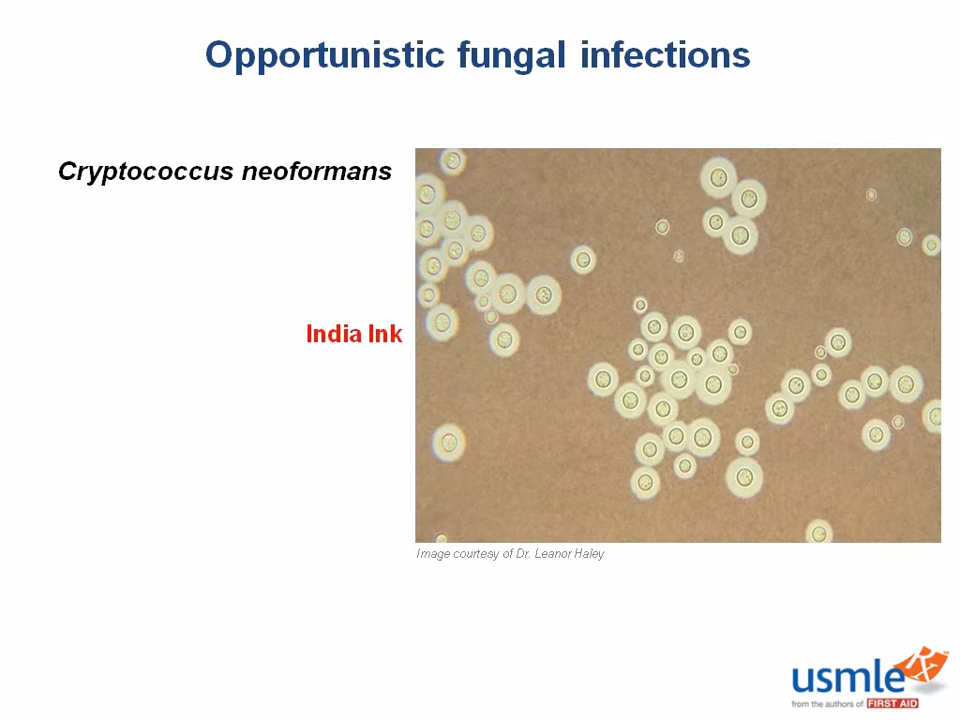 Opportunistic fungal infections
Cryptococcus neoformans
India Ink
Image courtesy of Dr. Leanor Haley
usmle Rx
from the authors of FIRST AID